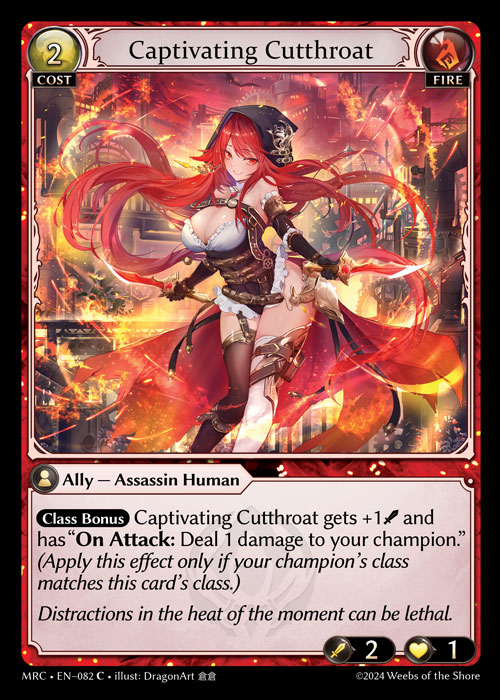 2
Captivating Cutthroat
COST
FIRE
Ally — Assassin Human
Class Bonus Captivating Cutthroat gets +1 and
has “On Attack: Deal 1 damage to your champion.”
(Apply this effect only if your champion’s class
matches this card’s class.)
Distractions in the heat of the moment can be lethal.
2
1
MRC • EN–082 C • illust: DragonArt 倉倉
©2024 Weebs of the Shore